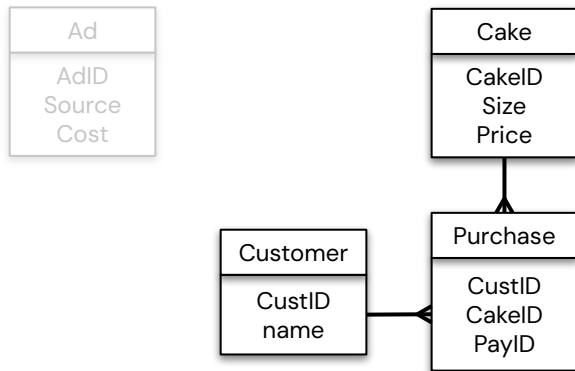 Ad
AdID
Source
Cost
Cake
CakeID
Size
Price
Customer
CustID
name
Purchase
CustID
CakeID
PayID